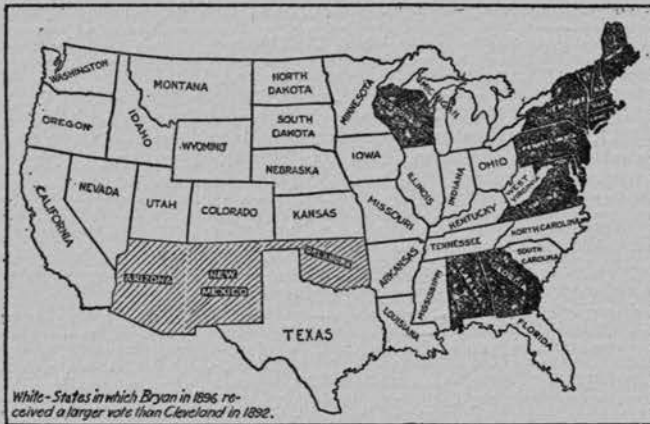 WASHINGTON
MONTANA
NORTH
DAKOTA
MINNESOTA
OREGON
IDAHO
SOUTH
DAKOTA
WYOMING
IOWA
NEBRASKA
NEVADA
UTAH
COLORADO
KANSAS
MISSOURI
ILLINOIS
INDIANA
OHIO
WEST
KENTUCKY
CALIFORNIA
TENNESSEE
NORTH CAROLINA
SOUTH
CAROLINA
ARIZONA
NEW
MEXICO
ARKANSAS
MISSISSIPPI
TEXAS
LOUISIANA
FLORIDA
White-States in which Bryan in 1896 re-
ceived a larger vote than Cleveland in 1892.